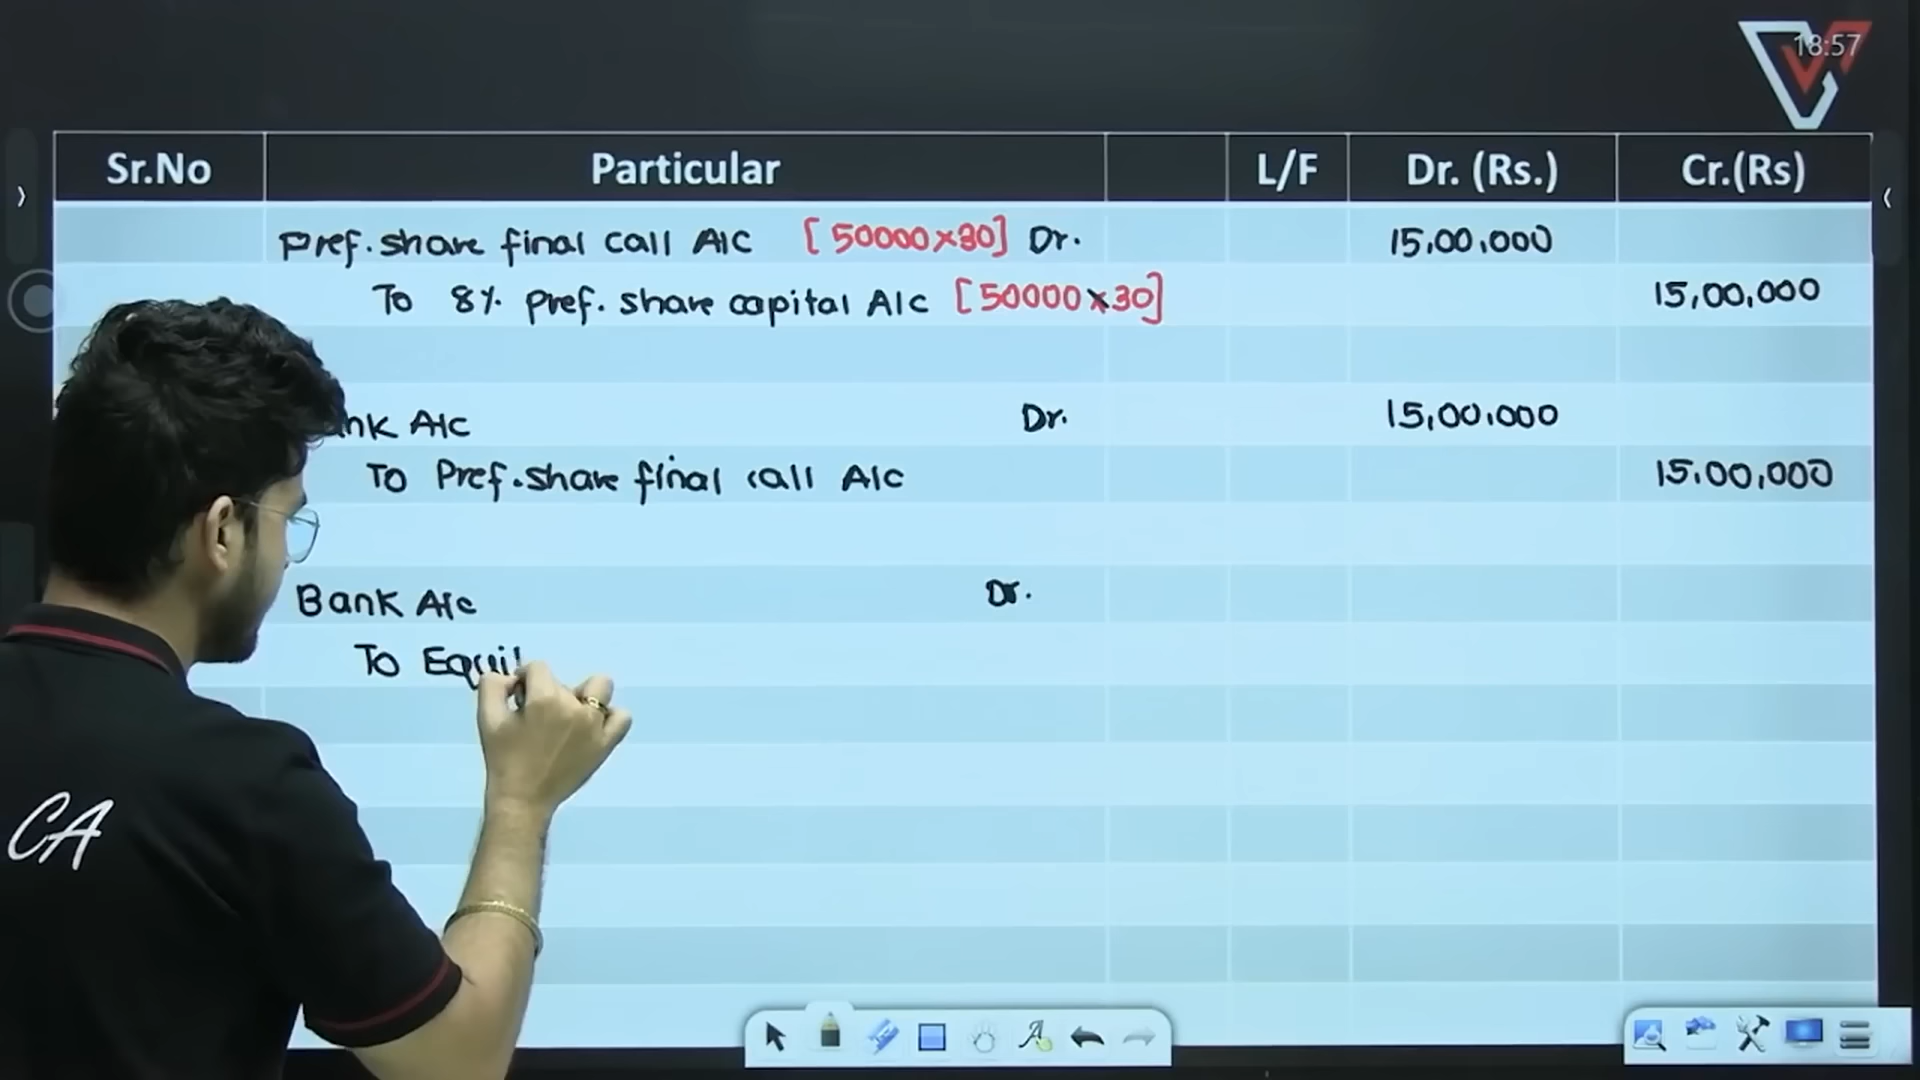 18:57
Sr.No Particular L/F Dr. (Rs.) Cr.(Rs)
Pref. share final call A/C [50000×30] Dr. 15,00,000
To 8% Pref. share capital A/C [50000×30] 15,00,000
A/C Dr. 15,00,000
To Pref. share final call A/C 15,00,000
Bank A/C Dr.
To
CA